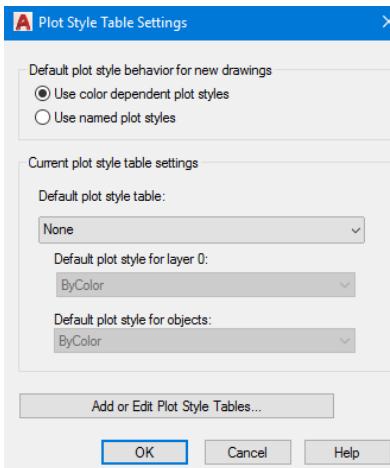 Plot Style Table Settings
Default plot style behavior for new drawings
Use color dependent plot styles
Use named plot styles
Current plot style table settings
Default plot style table:
None
Default plot style for layer 0:
ByColor
Default plot style for objects:
ByColor
Add or Edit Plot Style Tables...
OK Cancel Help